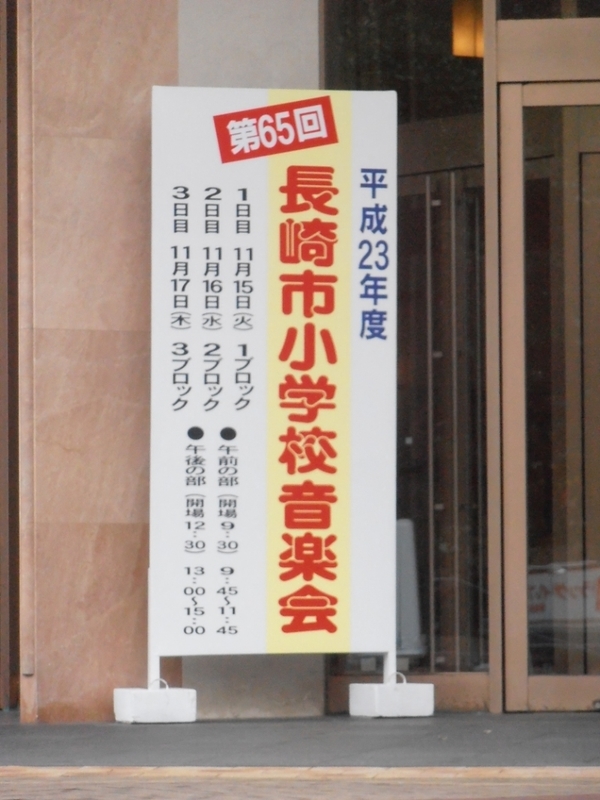 平成23年度
第65回
長崎市小学校音楽会
1日目 11月15日(火) 1ブロック
2日目 11月16日(水) 2ブロック
3日目 11月17日(木) 3ブロック
●午前の部(開場9:30) 9:45~11:45
●午後の部(開場12:30) 13:00~15:00